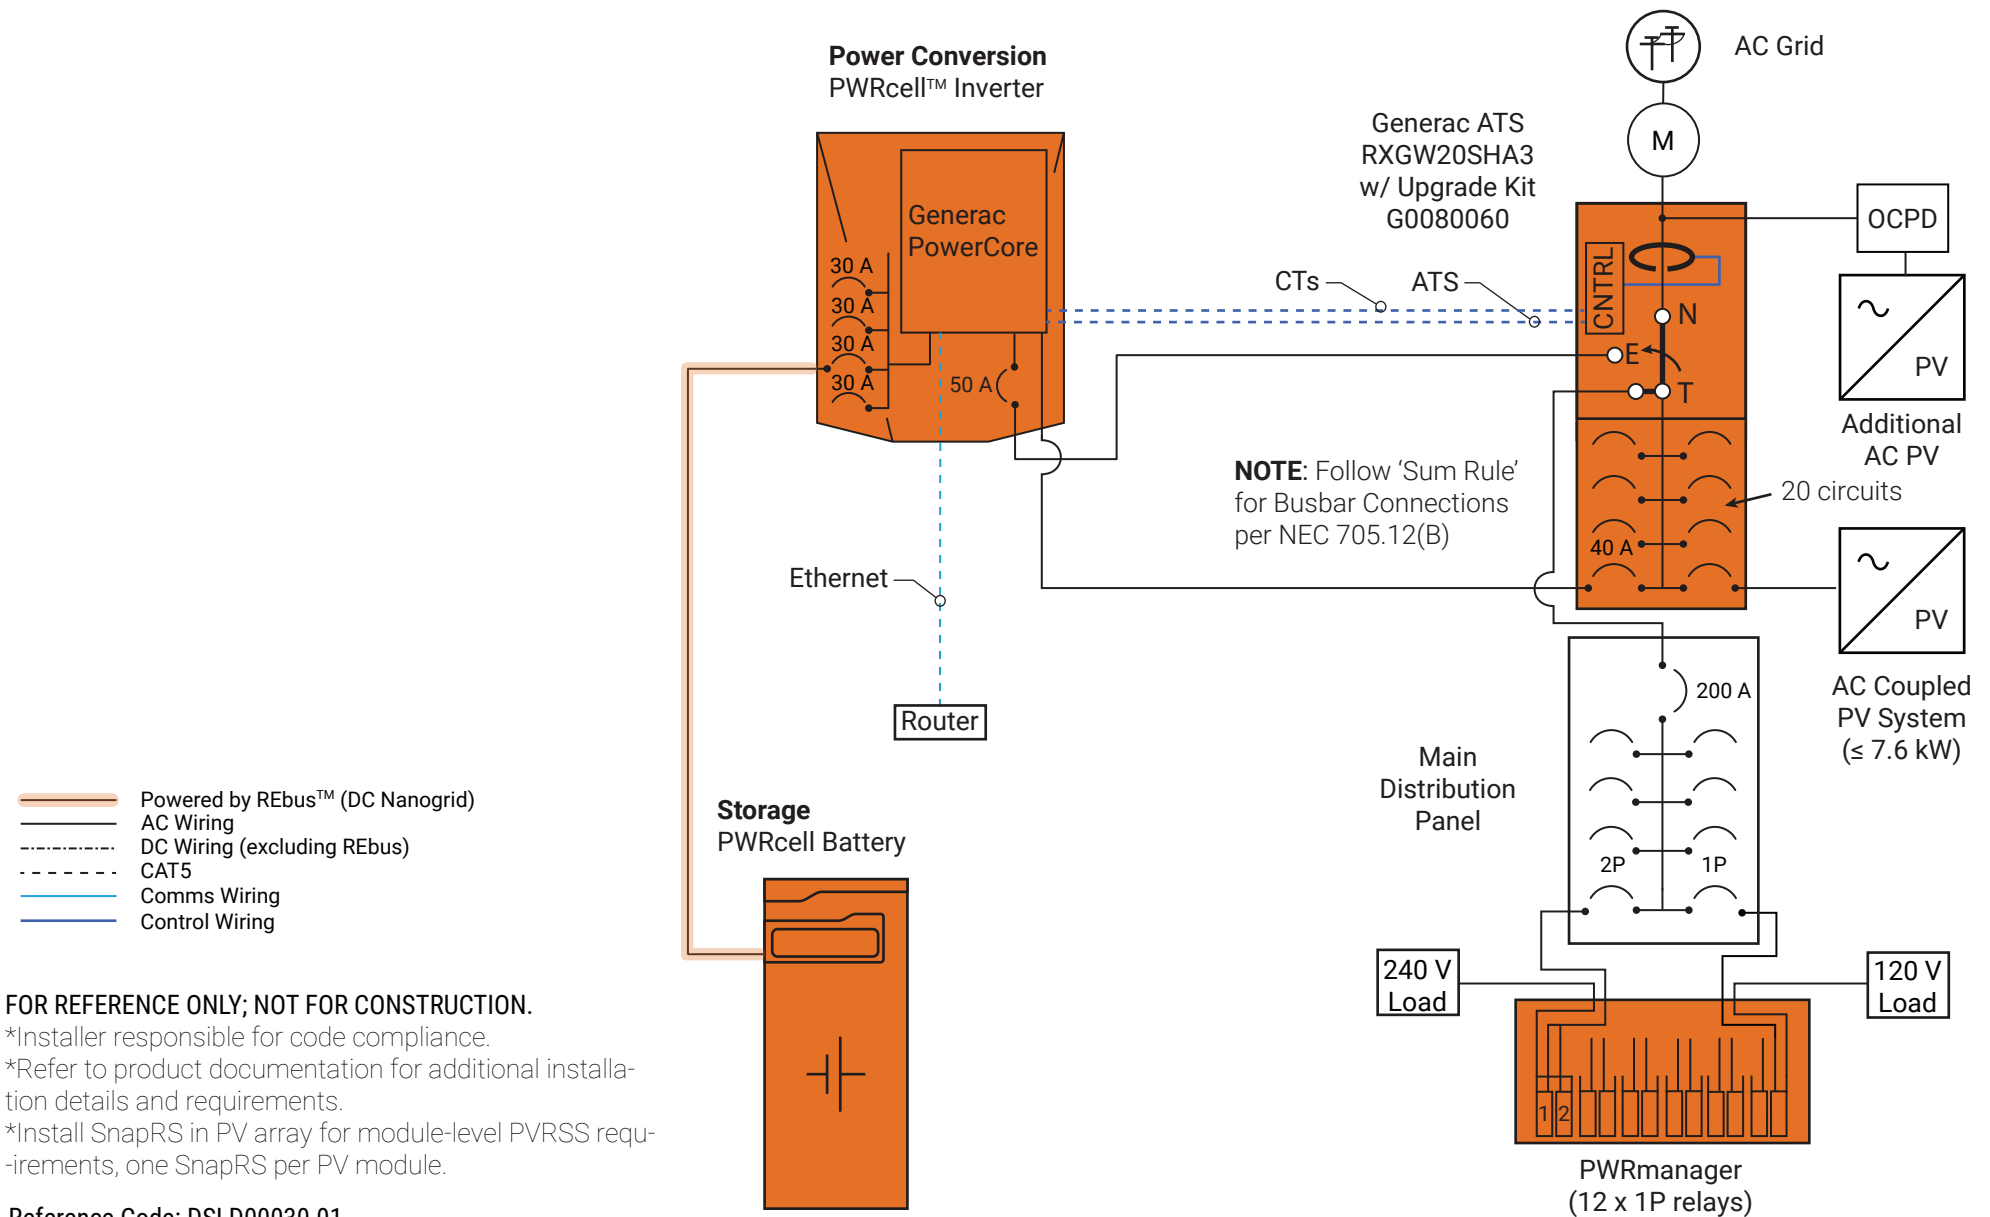 AC Grid
Power Conversion
PWRcell™ Inverter
M
Generac ATS
RXGW20SHA3
w/ Upgrade Kit
G0080060
OCPD
Generac
PowerCore
30 A
30 A
30 A
30 A
50 A
CTs
ATS
CNTRL
N
E
T
PV
Additional
AC PV
NOTE: Follow ‘Sum Rule’
for Busbar Connections
per NEC 705.12(B)
20 circuits
40 A
Ethernet
PV
AC Coupled
PV System
(≤ 7.6 kW)
Router
200 A
Main
Distribution
Panel
2P
1P
Storage
PWRcell Battery
Powered by REbus™ (DC Nanogrid)
AC Wiring
DC Wiring (excluding REbus)
CAT5
Comms Wiring
Control Wiring
240 V
Load
120 V
Load
1
2
PWRmanager
(12 x 1P relays)
FOR REFERENCE ONLY; NOT FOR CONSTRUCTION.
*Installer responsible for code compliance.
*Refer to product documentation for additional installa-
tion details and requirements.
*Install SnapRS in PV array for module-level PVRSS requ-
-irements, one SnapRS per PV module.
Reference Code: DSLD00030.01